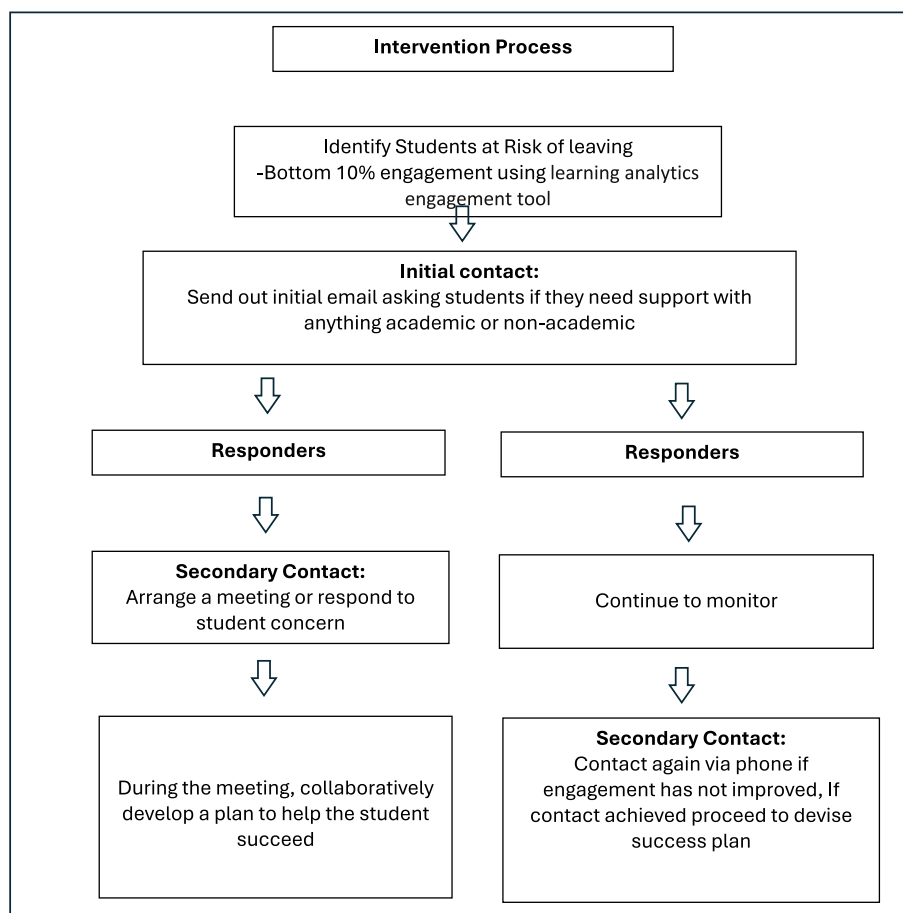 Intervention Process
Identify Students at Risk of leaving
-Bottom 10% engagement using learning analytics
engagement tool
Initial contact:
Send out initial email asking students if they need support with
anything academic or non-academic
Responders
Responders
Secondary Contact:
Arrange a meeting or respond to
student concern
Continue to monitor
During the meeting, collaboratively
develop a plan to help the student
succeed
Secondary Contact:
Contact again via phone if
engagement has not improved, If
contact achieved proceed to devise
success plan